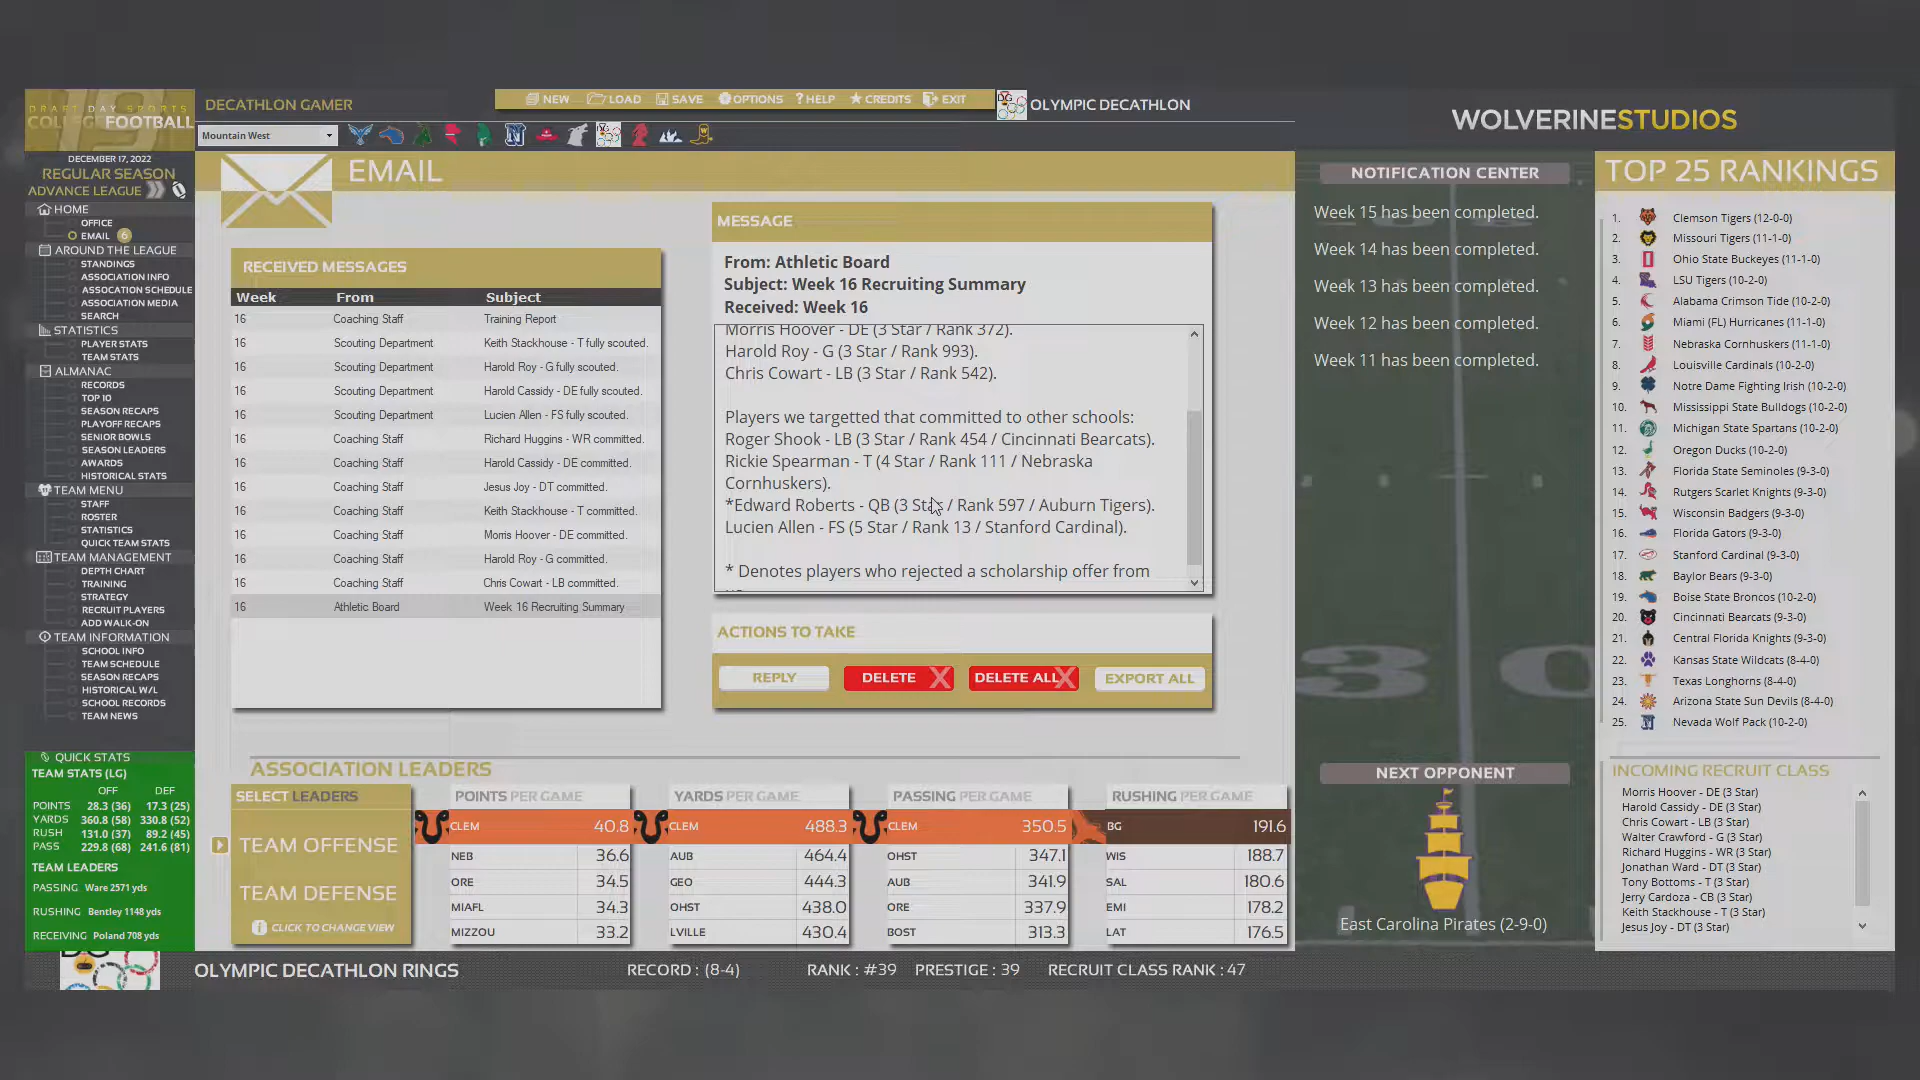 DRAFT DAY SPORTS
COLLEGE FOOTBALL
DECATHLON GAMER
NEW
LOAD
SAVE
OPTIONS
? HELP
CREDITS
EXIT
OLYMPIC DECATHLON
WOLVERINESTUDIOS
Mountain West
DECEMBER 17, 2022
REGULAR SEASON
ADVANCE LEAGUE
HOME
OFFICE
EMAIL 6
AROUND THE LEAGUE
STANDINGS
ASSOCIATION INFO
ASSOCATION SCHEDULE
ASSOCIATION MEDIA
SEARCH
STATISTICS
PLAYER STATS
TEAM STATS
ALMANAC
RECORDS
TOP 10
SEASON RECAPS
PLAYOFF RECAPS
SENIOR BOWLS
SEASON LEADERS
AWARDS
HISTORICAL STATS
TEAM MENU
STAFF
ROSTER
STATISTICS
QUICK TEAM STATS
TEAM MANAGEMENT
DEPTH CHART
TRAINING
STRATEGY
RECRUIT PLAYERS
ADD WALK-ON
TEAM INFORMATION
SCHOOL INFO
TEAM SCHEDULE
SEASON RECAPS
HISTORICAL W/L
SCHOOL RECORDS
TEAM NEWS
QUICK STATS
TEAM STATS (LG)
OFF DEF
POINTS 28.3 (36) 17.3 (25)
YARDS 360.8 (58) 330.8 (52)
RUSH 131.0 (37) 89.2 (45)
PASS 229.8 (68) 241.6 (81)
TEAM LEADERS
PASSING Ware 2571 yds
RUSHING Bentley 1148 yds
RECEIVING Poland 708 yds
EMAIL
RECEIVED MESSAGES
Week From Subject
16 Coaching Staff Training Report
16 Scouting Department Keith Stackhouse - T fully scouted.
16 Scouting Department Harold Roy - G fully scouted.
16 Scouting Department Harold Cassidy - DE fully scouted.
16 Scouting Department Lucien Allen - FS fully scouted.
16 Coaching Staff Richard Huggins - WR committed.
16 Coaching Staff Harold Cassidy - DE committed.
16 Coaching Staff Jesus Joy - DT committed.
16 Coaching Staff Keith Stackhouse - T committed.
16 Coaching Staff Morris Hoover - DE committed.
16 Coaching Staff Harold Roy - G committed.
16 Coaching Staff Chris Cowart - LB committed.
16 Athletic Board Week 16 Recruiting Summary
MESSAGE
From: Athletic Board
Subject: Week 16 Recruiting Summary
Received: Week 16
Morris Hoover - DE (3 Star / Rank 372).
Harold Roy - G (3 Star / Rank 993).
Chris Cowart - LB (3 Star / Rank 542).
Players we targetted that committed to other schools:
Roger Shook - LB (3 Star / Rank 454 / Cincinnati Bearcats).
Rickie Spearman - T (4 Star / Rank 111 / Nebraska
Cornhuskers).
*Edward Roberts - QB (3 Star / Rank 597 / Auburn Tigers).
Lucien Allen - FS (5 Star / Rank 13 / Stanford Cardinal).
* Denotes players who rejected a scholarship offer from
ACTIONS TO TAKE
REPLY
DELETE X
DELETE ALL X
EXPORT ALL
ASSOCIATION LEADERS
SELECT LEADERS
TEAM OFFENSE
TEAM DEFENSE
CLICK TO CHANGE VIEW
POINTS PER GAME
CLEM 40.8
NEB 36.6
ORE 34.5
MIAFL 34.3
MIZZOU 33.2
YARDS PER GAME
CLEM 488.3
AUB 464.4
GEO 444.3
OHST 438.0
LVILLE 430.4
PASSING PER GAME
CLEM 350.5
OHST 347.1
AUB 341.9
ORE 337.9
BOST 313.3
RUSHING PER GAME
BG 191.6
WIS 188.7
SAL 180.6
EMI 178.2
LAT 176.5
OLYMPIC DECATHLON RINGS
RECORD : (8-4)
RANK : #39
PRESTIGE : 39
RECRUIT CLASS RANK : 47
NOTIFICATION CENTER
Week 15 has been completed.
Week 14 has been completed.
Week 13 has been completed.
Week 12 has been completed.
Week 11 has been completed.
NEXT OPPONENT
East Carolina Pirates (2-9-0)
TOP 25 RANKINGS
1. Clemson Tigers (12-0-0)
2. Missouri Tigers (11-1-0)
3. Ohio State Buckeyes (11-1-0)
4. LSU Tigers (10-2-0)
5. Alabama Crimson Tide (10-2-0)
6. Miami (FL) Hurricanes (11-1-0)
7. Nebraska Cornhuskers (11-1-0)
8. Louisville Cardinals (10-2-0)
9. Notre Dame Fighting Irish (10-2-0)
10. Mississippi State Bulldogs (10-2-0)
11. Michigan State Spartans (10-2-0)
12. Oregon Ducks (10-2-0)
13. Florida State Seminoles (9-3-0)
14. Rutgers Scarlet Knights (9-3-0)
15. Wisconsin Badgers (9-3-0)
16. Florida Gators (9-3-0)
17. Stanford Cardinal (9-3-0)
18. Baylor Bears (9-3-0)
19. Boise State Broncos (10-2-0)
20. Cincinnati Bearcats (9-3-0)
21. Central Florida Knights (9-3-0)
22. Kansas State Wildcats (8-4-0)
23. Texas Longhorns (8-4-0)
24. Arizona State Sun Devils (8-4-0)
25. Nevada Wolf Pack (10-2-0)
INCOMING RECRUIT CLASS
Morris Hoover - DE (3 Star)
Harold Cassidy - DE (3 Star)
Chris Cowart - LB (3 Star)
Walter Crawford - G (3 Star)
Richard Huggins - WR (3 Star)
Jonathan Ward - DT (3 Star)
Tony Bottoms - T (3 Star)
Jerry Cardoza - CB (3 Star)
Keith Stackhouse - T (3 Star)
Jesus Joy - DT (3 Star)